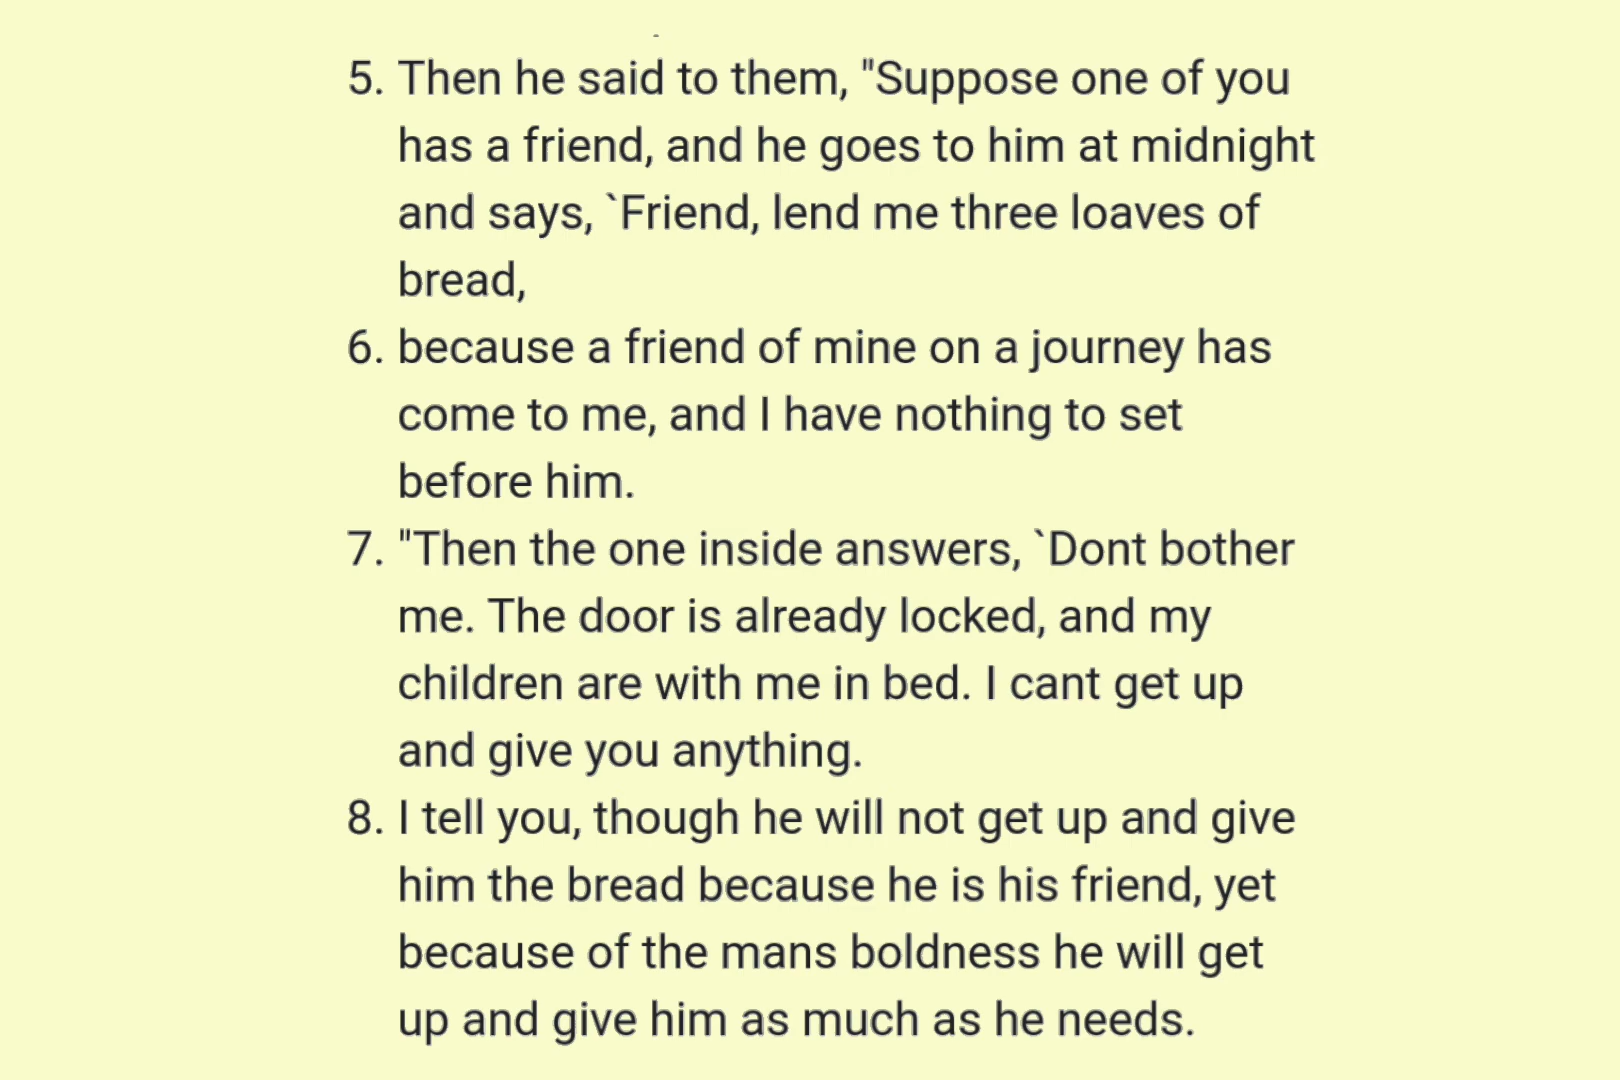 5. Then he said to them, "Suppose one of you
has a friend, and he goes to him at midnight
and says, `Friend, lend me three loaves of
bread,
6. because a friend of mine on a journey has
come to me, and I have nothing to set
before him.
7. "Then the one inside answers, `Dont bother
me. The door is already locked, and my
children are with me in bed. I cant get up
and give you anything.
8. I tell you, though he will not get up and give
him the bread because he is his friend, yet
because of the mans boldness he will get
up and give him as much as he needs.